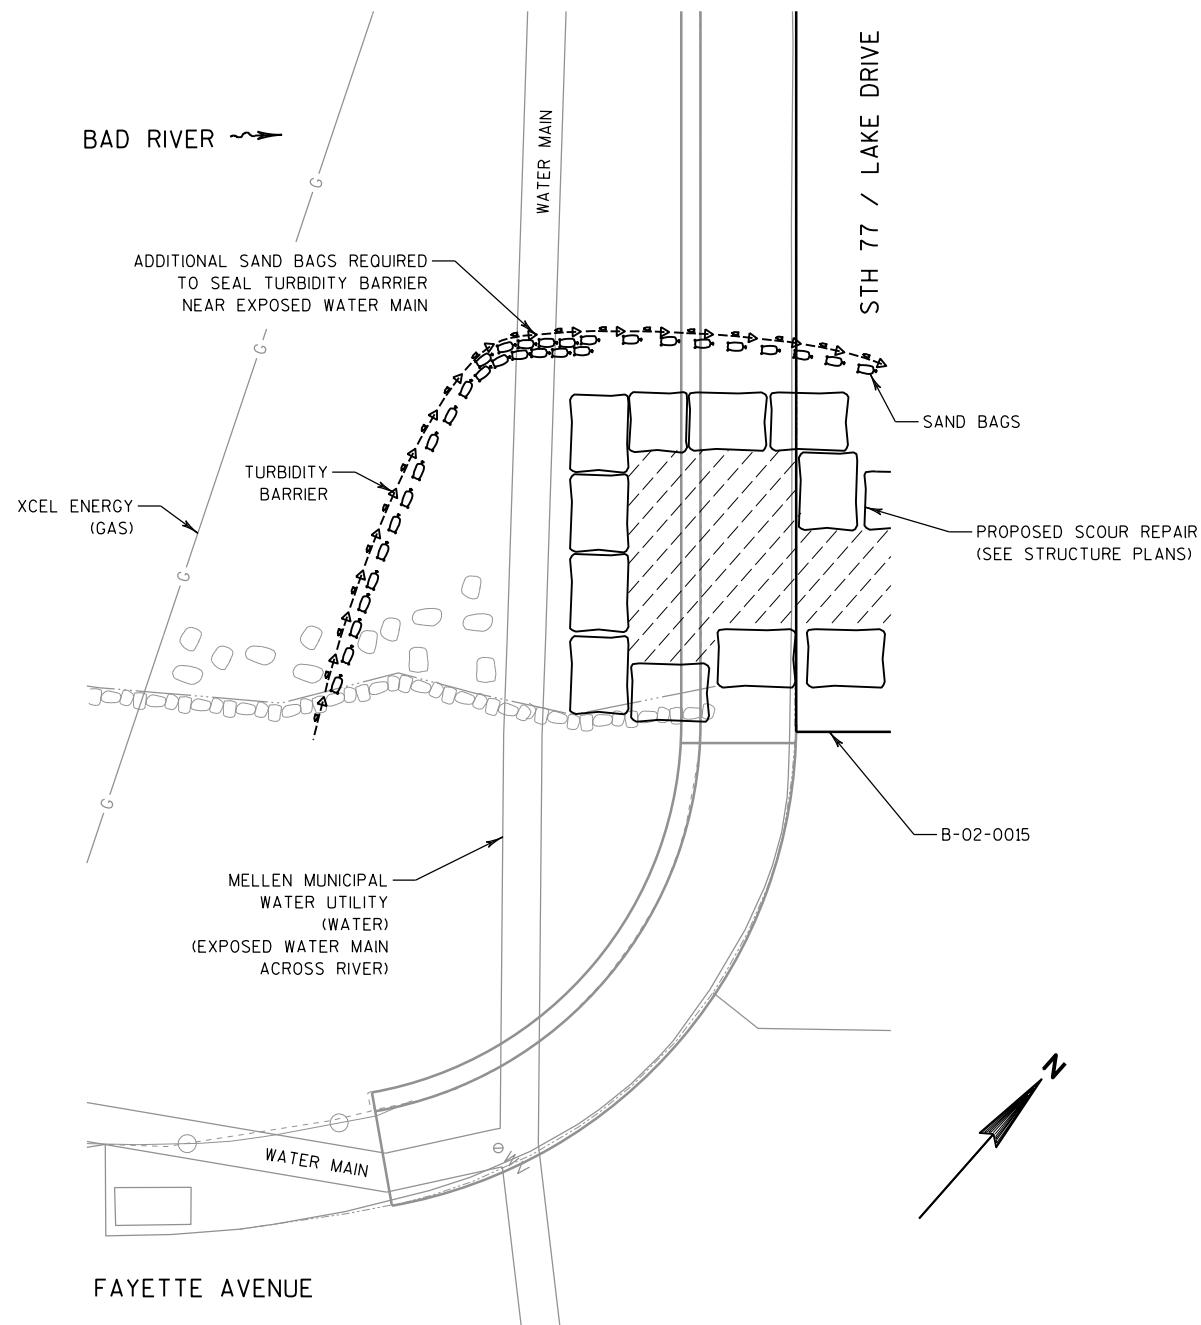 STH 77 / LAKE DRIVE
BAD RIVER
WATER MAIN
G
ADDITIONAL SAND BAGS REQUIRED
TO SEAL TURBIDITY BARRIER
NEAR EXPOSED WATER MAIN
G
SAND BAGS
TURBIDITY
BARRIER
XCEL ENERGY
(GAS)
PROPOSED SCOUR REPAIR
(SEE STRUCTURE PLANS)
G
G
B-02-0015
MELLEN MUNICIPAL
WATER UTILITY
(WATER)
(EXPOSED WATER MAIN
ACROSS RIVER)
N
WATER MAIN
FAYETTE AVENUE